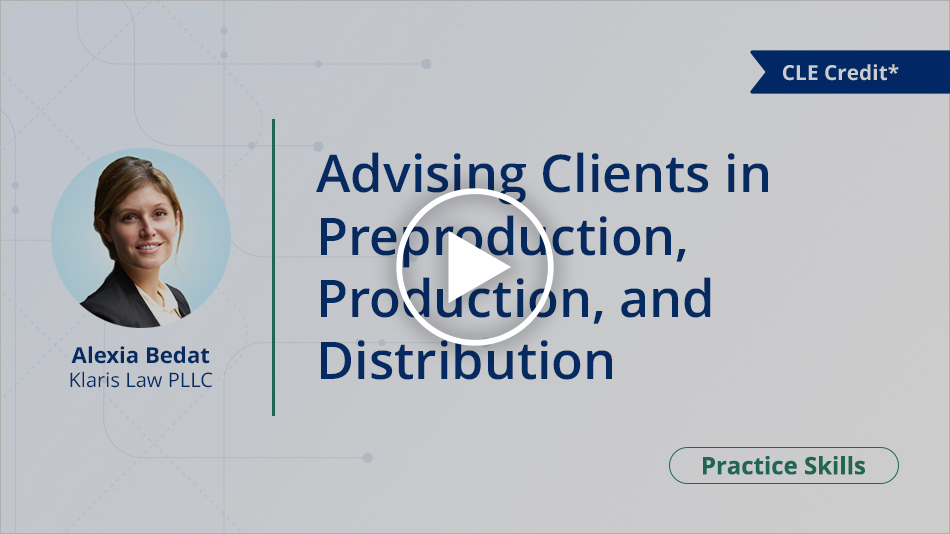 CLE Credit*
Advising Clients in
Preproduction,
Production, and
Distribution
Alexia Bedat
Klaris Law PLLC
Practice Skills